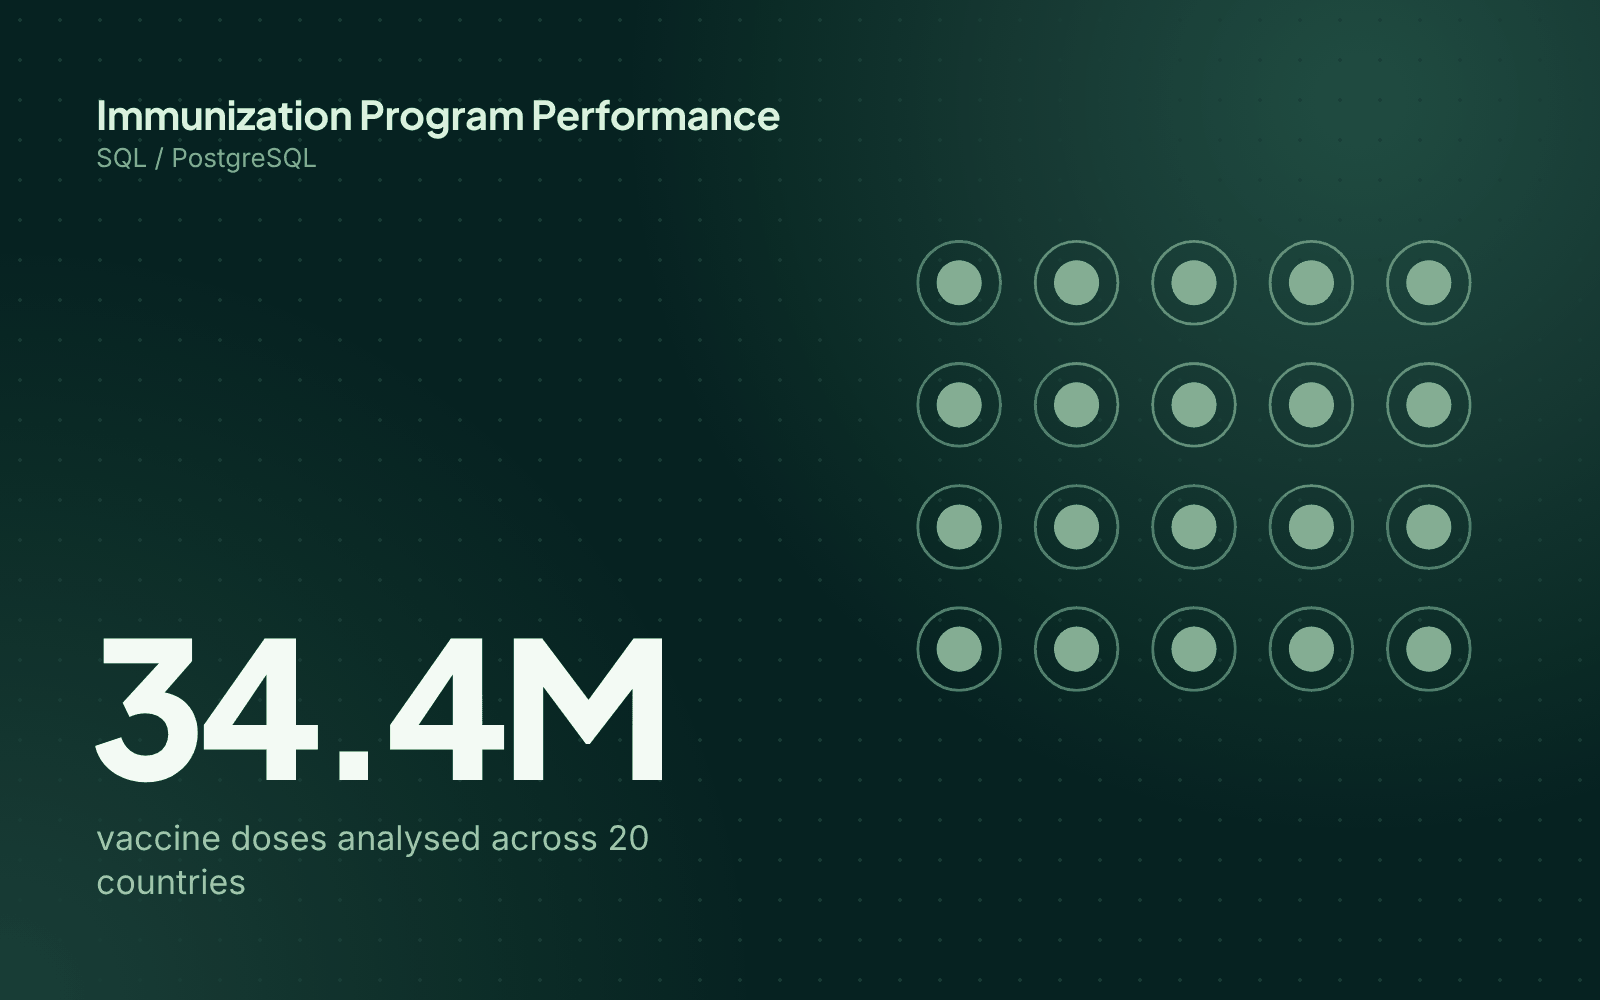 Immunization Program Performance
SQL / PostgreSQL
34.4M
vaccine doses analysed across 20
countries